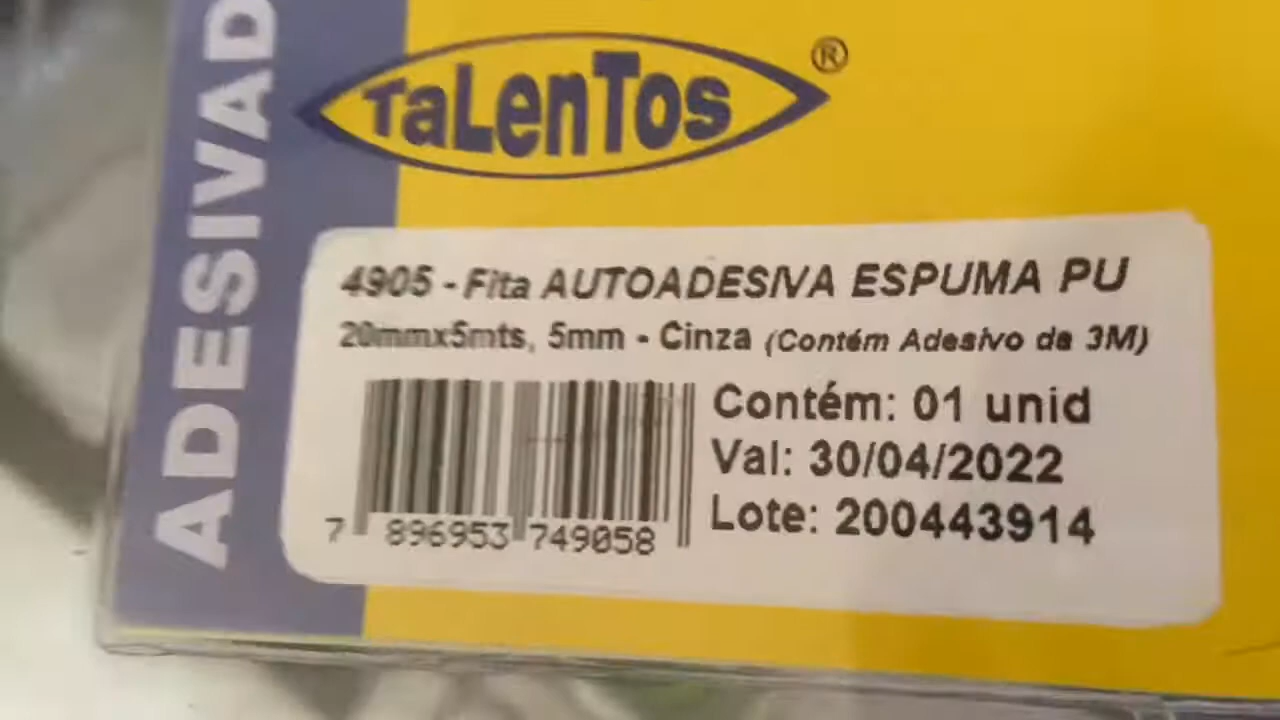 ADESIVAD
TaLenTos ®
4905 - Fita AUTOADESIVA ESPUMA PU
20mmx5mts, 5mm - Cinza (Contém Adesivo da 3M)
Contém: 01 unid
Val: 30/04/2022
Lote: 200443914
7 896953 749058